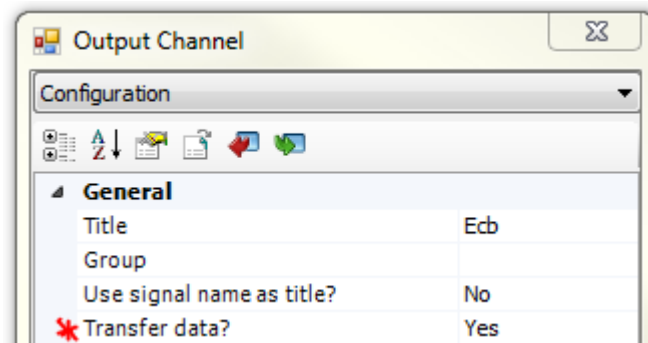 Output Channel
Configuration
General
Title Ecb
Group
Use signal name as title? No
Transfer data? Yes